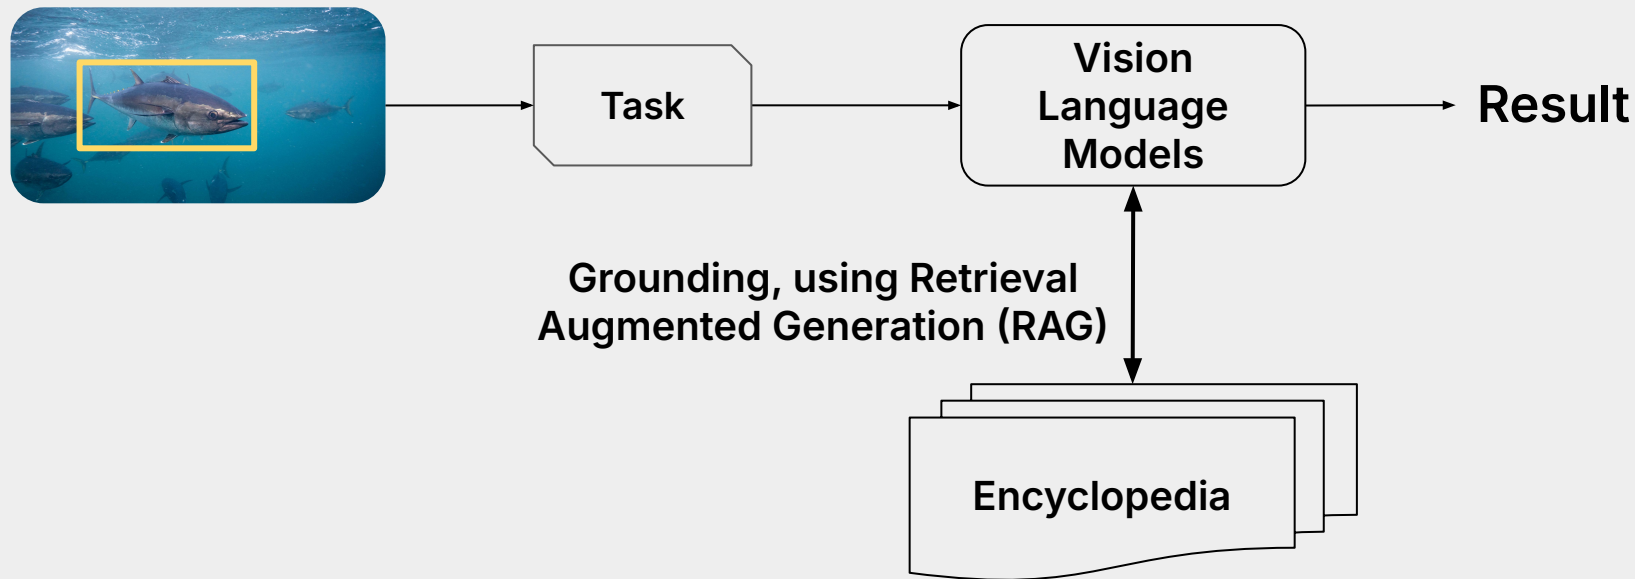 Task
Vision
Language
Models
Result
Grounding, using Retrieval
Augmented Generation (RAG)
Encyclopedia